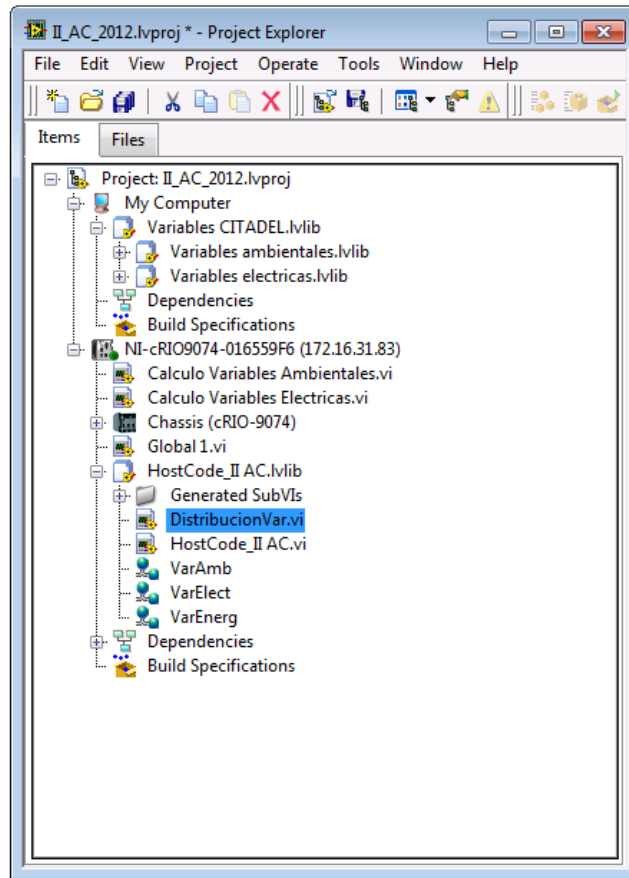 II_AC_2012.lvproj * - Project Explorer
File Edit View Project Operate Tools Window Help
Items Files
Project: II_AC_2012.lvproj
My Computer
Variables CITADEL.lvlib
Variables ambientales.lvlib
Variables electricas.lvlib
Dependencies
Build Specifications
NI-cRIO9074-016559F6 (172.16.31.83)
Calculo Variables Ambientales.vi
Calculo Variables Electricas.vi
Chassis (cRIO-9074)
Global 1.vi
HostCode_II AC.lvlib
Generated SubVIs
DistribucionVar.vi
HostCode_II AC.vi
VarAmb
VarElect
VarEnerg
Dependencies
Build Specifications